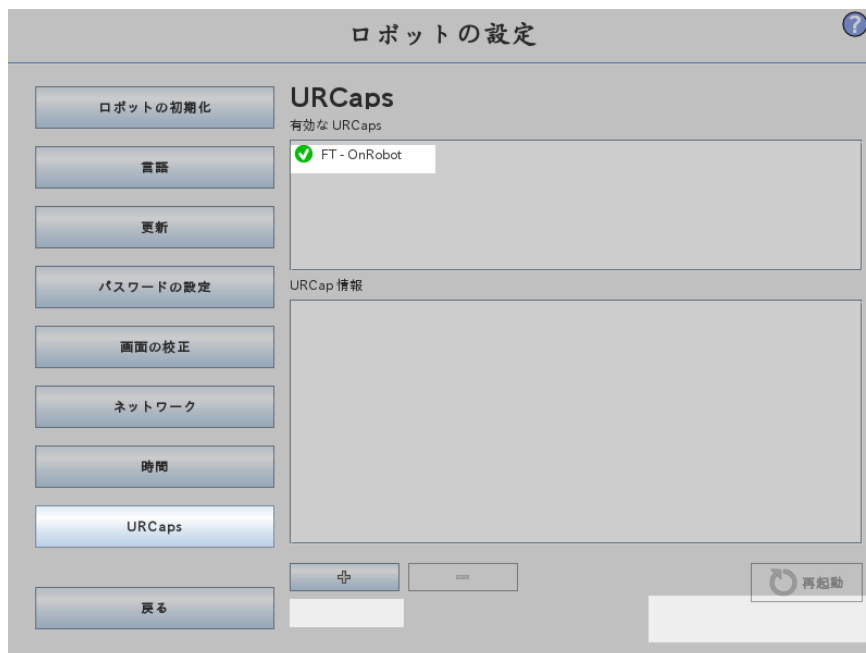 ロボットの設定
?
ロボットの初期化
言語
更新
パスワードの設定
画面の校正
ネットワーク
時間
URCaps
戻る
URCaps
有効な URCaps
FT - OnRobot
URCap 情報
再起動